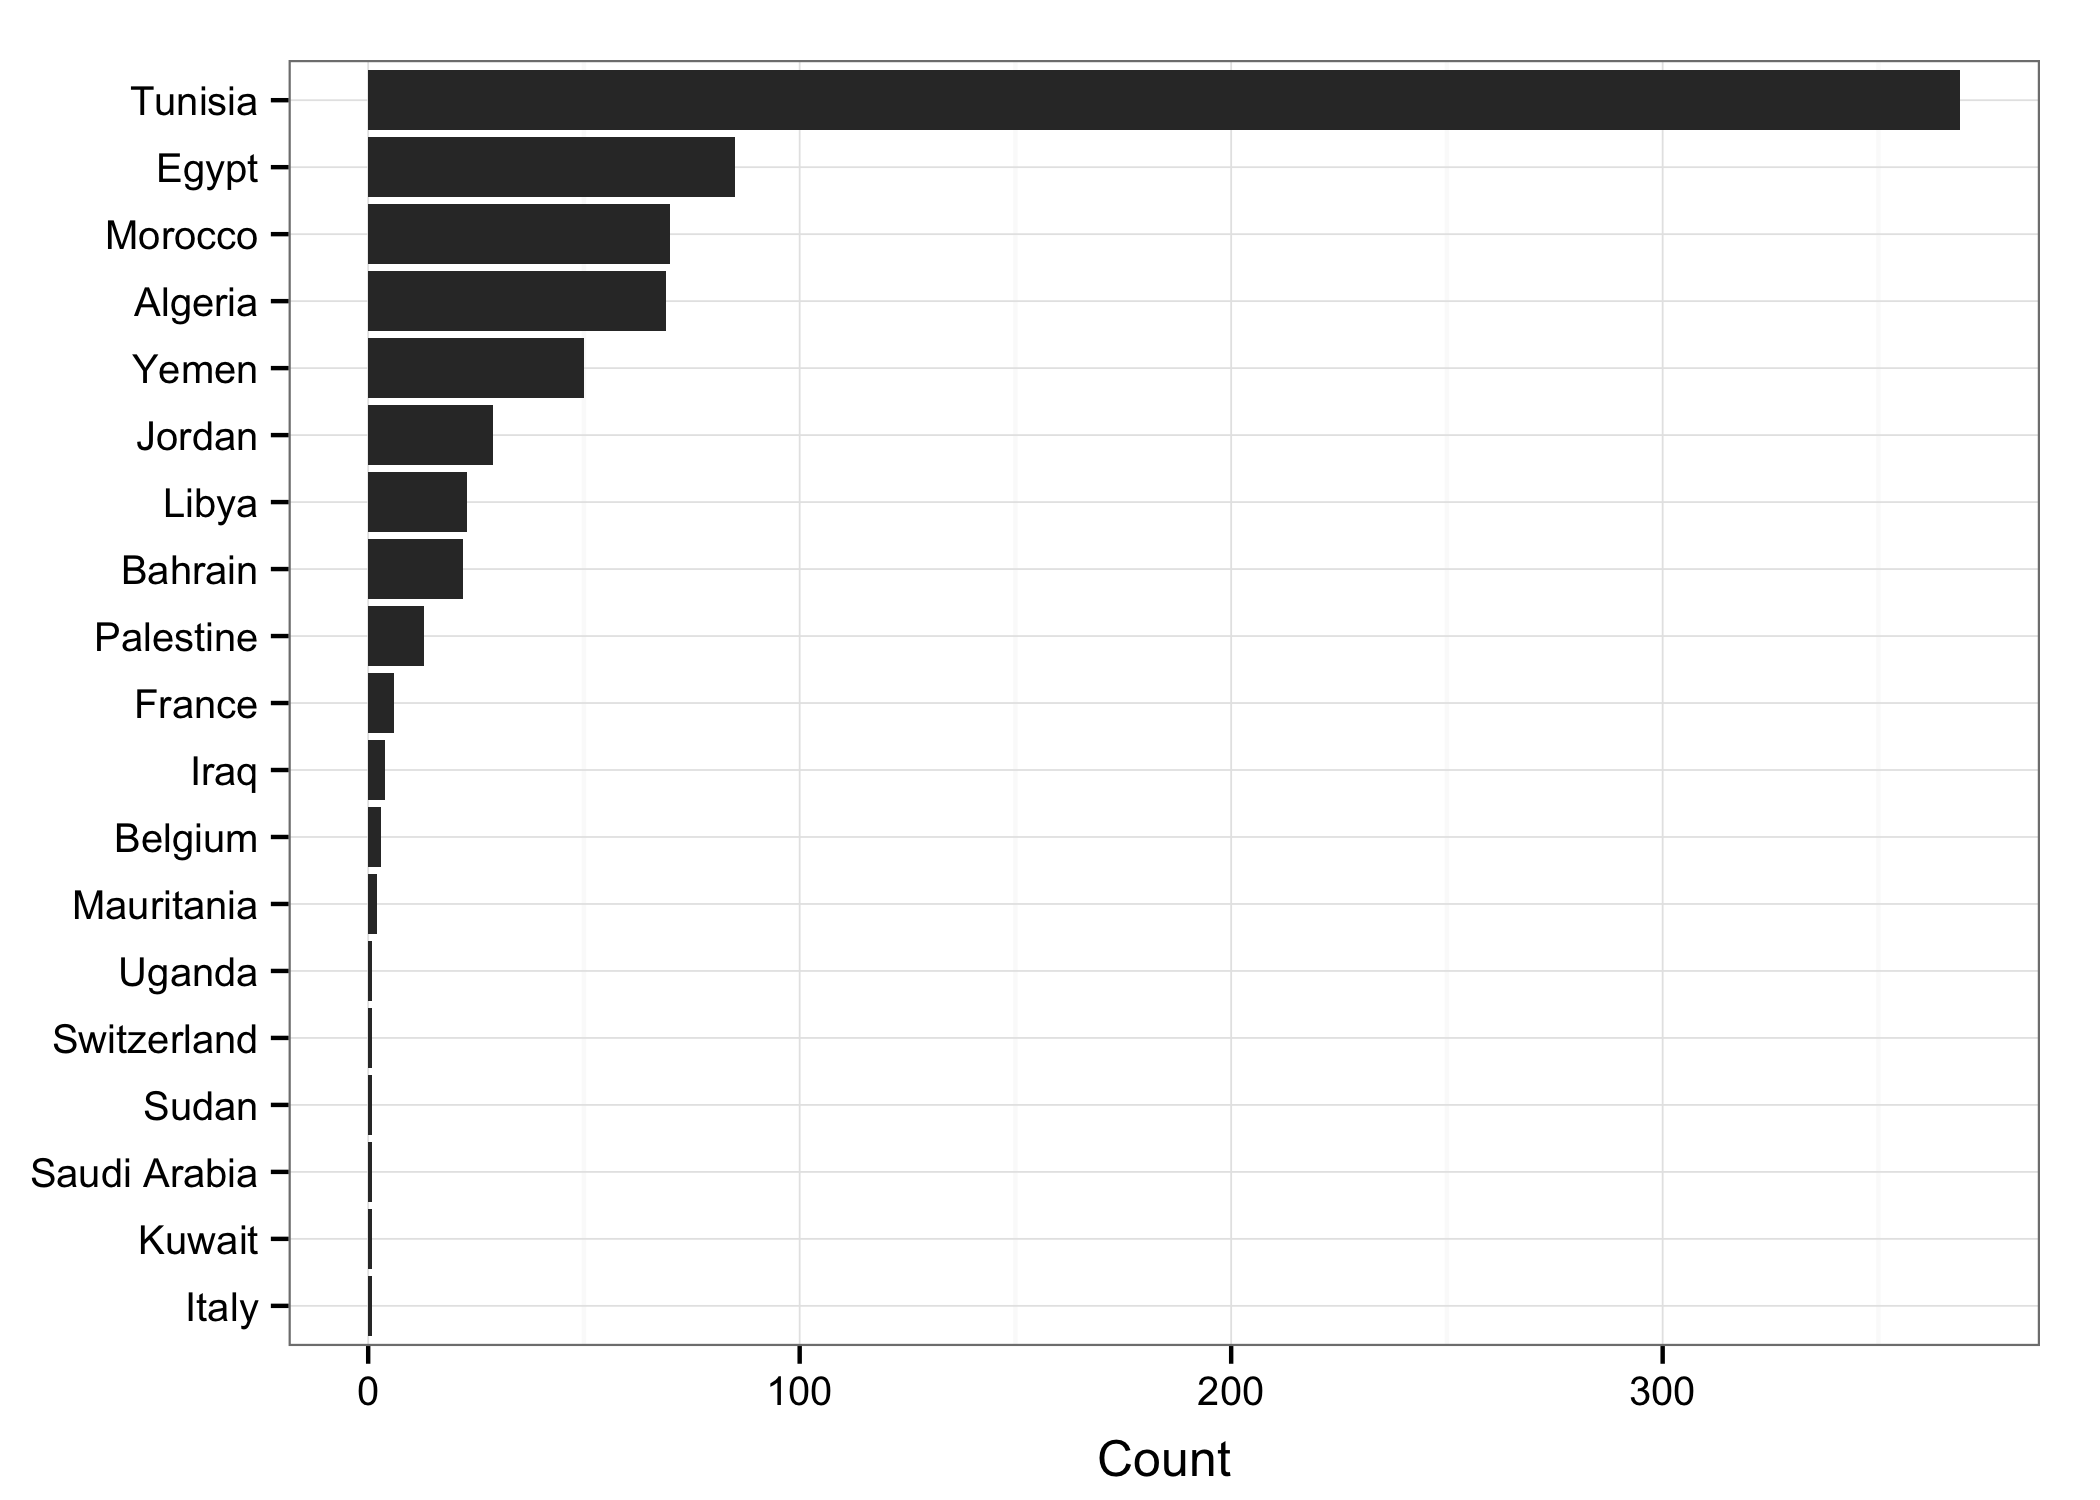 Tunisia
Egypt
Morocco
Algeria
Yemen
Jordan
Libya
Bahrain
Palestine
France
Iraq
Belgium
Mauritania
Uganda
Switzerland
Sudan
Saudi Arabia
Kuwait
Italy
0 100 200 300
Count